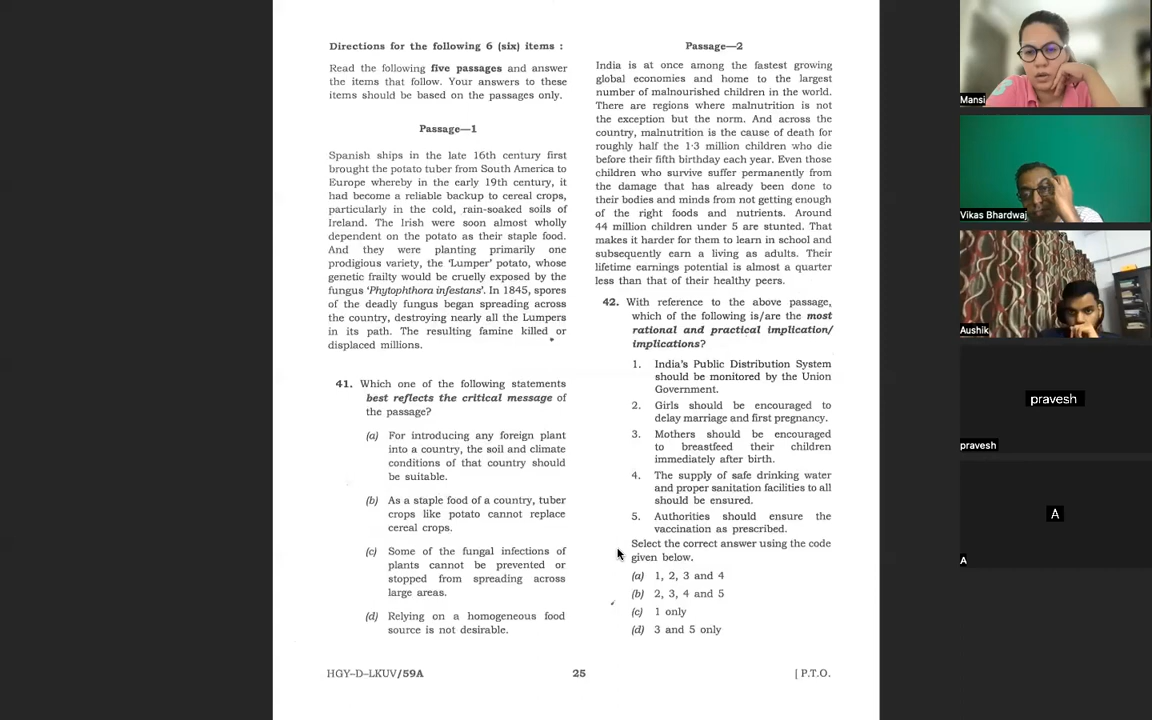 Directions for the following 6 (six) items :
Read the following five passages and answer
the items that follow. Your answers to these
items should be based on the passages only.
Passage—1
Spanish ships in the late 16th century first
brought the potato tuber from South America to
Europe whereby in the early 19th century, it
had become a reliable backup to cereal crops,
particularly in the cold, rain-soaked soils of
Ireland. The Irish were soon almost wholly
dependent on the potato as their staple food.
And they were planting primarily one
prodigious variety, the 'Lumper' potato, whose
genetic frailty would be cruelly exposed by the
fungus 'Phytophthora infestans'. In 1845, spores
of the deadly fungus began spreading across
the country, destroying nearly all the Lumpers
in its path. The resulting famine killed or
displaced millions.
41. Which one of the following statements
best reflects the critical message of
the passage?
(a) For introducing any foreign plant
into a country, the soil and climate
conditions of that country should
be suitable.
(b) As a staple food of a country, tuber
crops like potato cannot replace
cereal crops.
(c) Some of the fungal infections of
plants cannot be prevented or
stopped from spreading across
large areas.
(d) Relying on a homogeneous food
source is not desirable.
HGY–D–LKUV/59A
Passage—2
India is at once among the fastest growing
global economies and home to the largest
number of malnourished children in the world.
There are regions where malnutrition is not
the exception but the norm. And across the
country, malnutrition is the cause of death for
roughly half the 1·3 million children who die
before their fifth birthday each year. Even those
children who survive suffer permanently from
the damage that has already been done to
their bodies and minds from not getting enough
of the right foods and nutrients. Around
44 million children under 5 are stunted. That
makes it harder for them to learn in school and
subsequently earn a living as adults. Their
lifetime earnings potential is almost a quarter
less than that of their healthy peers.
42. With reference to the above passage,
which of the following is/are the most
rational and practical implication/
implications?
1. India's Public Distribution System
should be monitored by the Union
Government.
2. Girls should be encouraged to
delay marriage and first pregnancy.
3. Mothers should be encouraged
to breastfeed their children
immediately after birth.
4. The supply of safe drinking water
and proper sanitation facilities to all
should be ensured.
5. Authorities should ensure the
vaccination as prescribed.
Select the correct answer using the code
given below.
(a) 1, 2, 3 and 4
(b) 2, 3, 4 and 5
(c) 1 only
(d) 3 and 5 only
25
[ P.T.O.
Mansi
Vikas Bhardwaj
Aushik
pravesh
pravesh
A
A